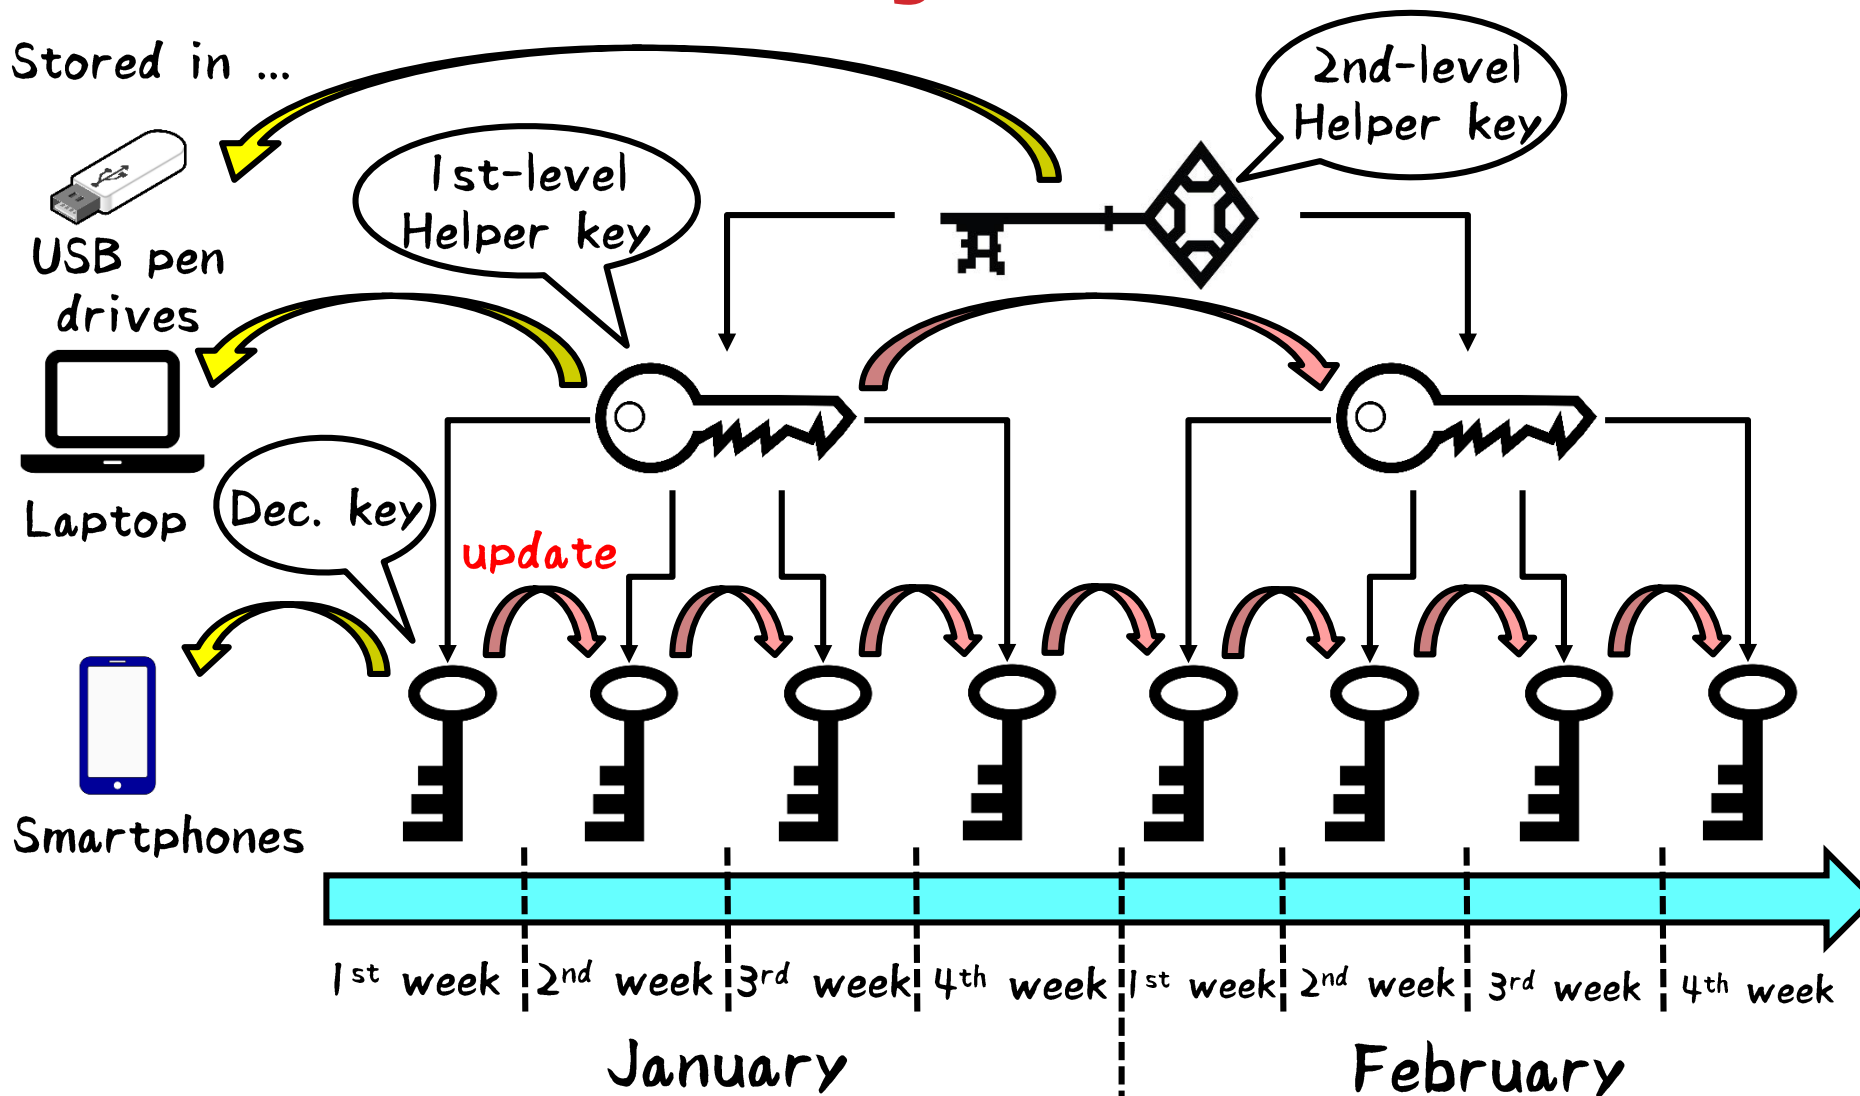 Stored in ...
2nd-level
Helper key
1st-level
Helper key
USB pen
drives
Laptop
Dec. key
update
Smartphones
1st week
2nd week
3rd week
4th week
1st week
2nd week
3rd week
4th week
January
February